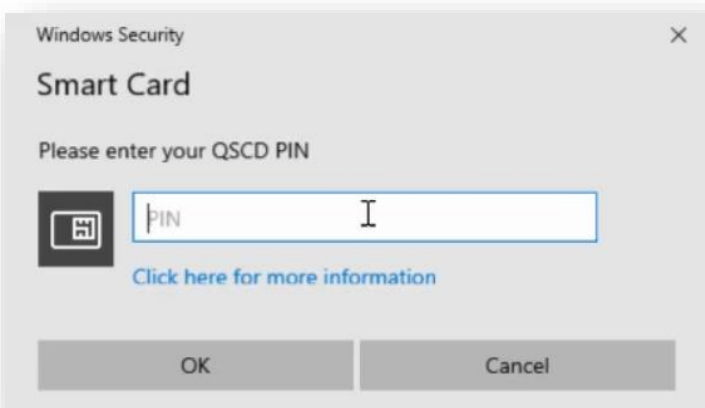 Windows Security
Smart Card
Please enter your QSCD PIN
PIN
Click here for more information
OK
Cancel